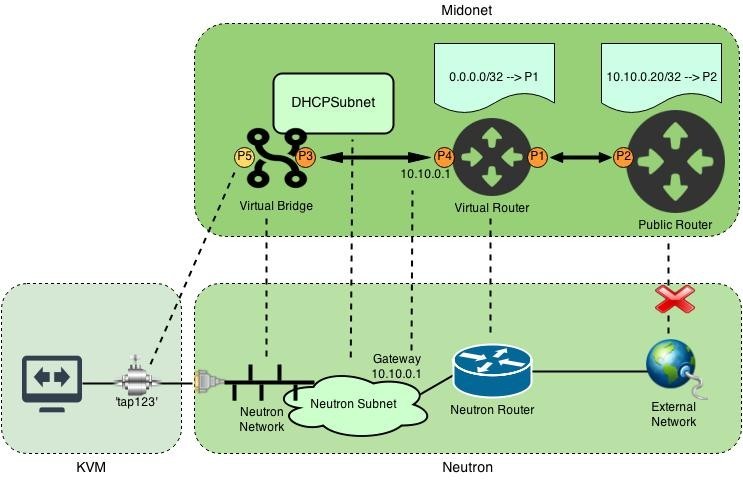 Midonet
DHCPSubnet
0.0.0.0/32 --> P1
10.10.0.20/32 --> P2
P5
P3
P4
P1
P2
10.10.0.1
Virtual Bridge
Virtual Router
Public Router
Gateway
10.10.0.1
'tap123'
Neutron
Network
Neutron Subnet
Neutron Router
External
Network
KVM
Neutron